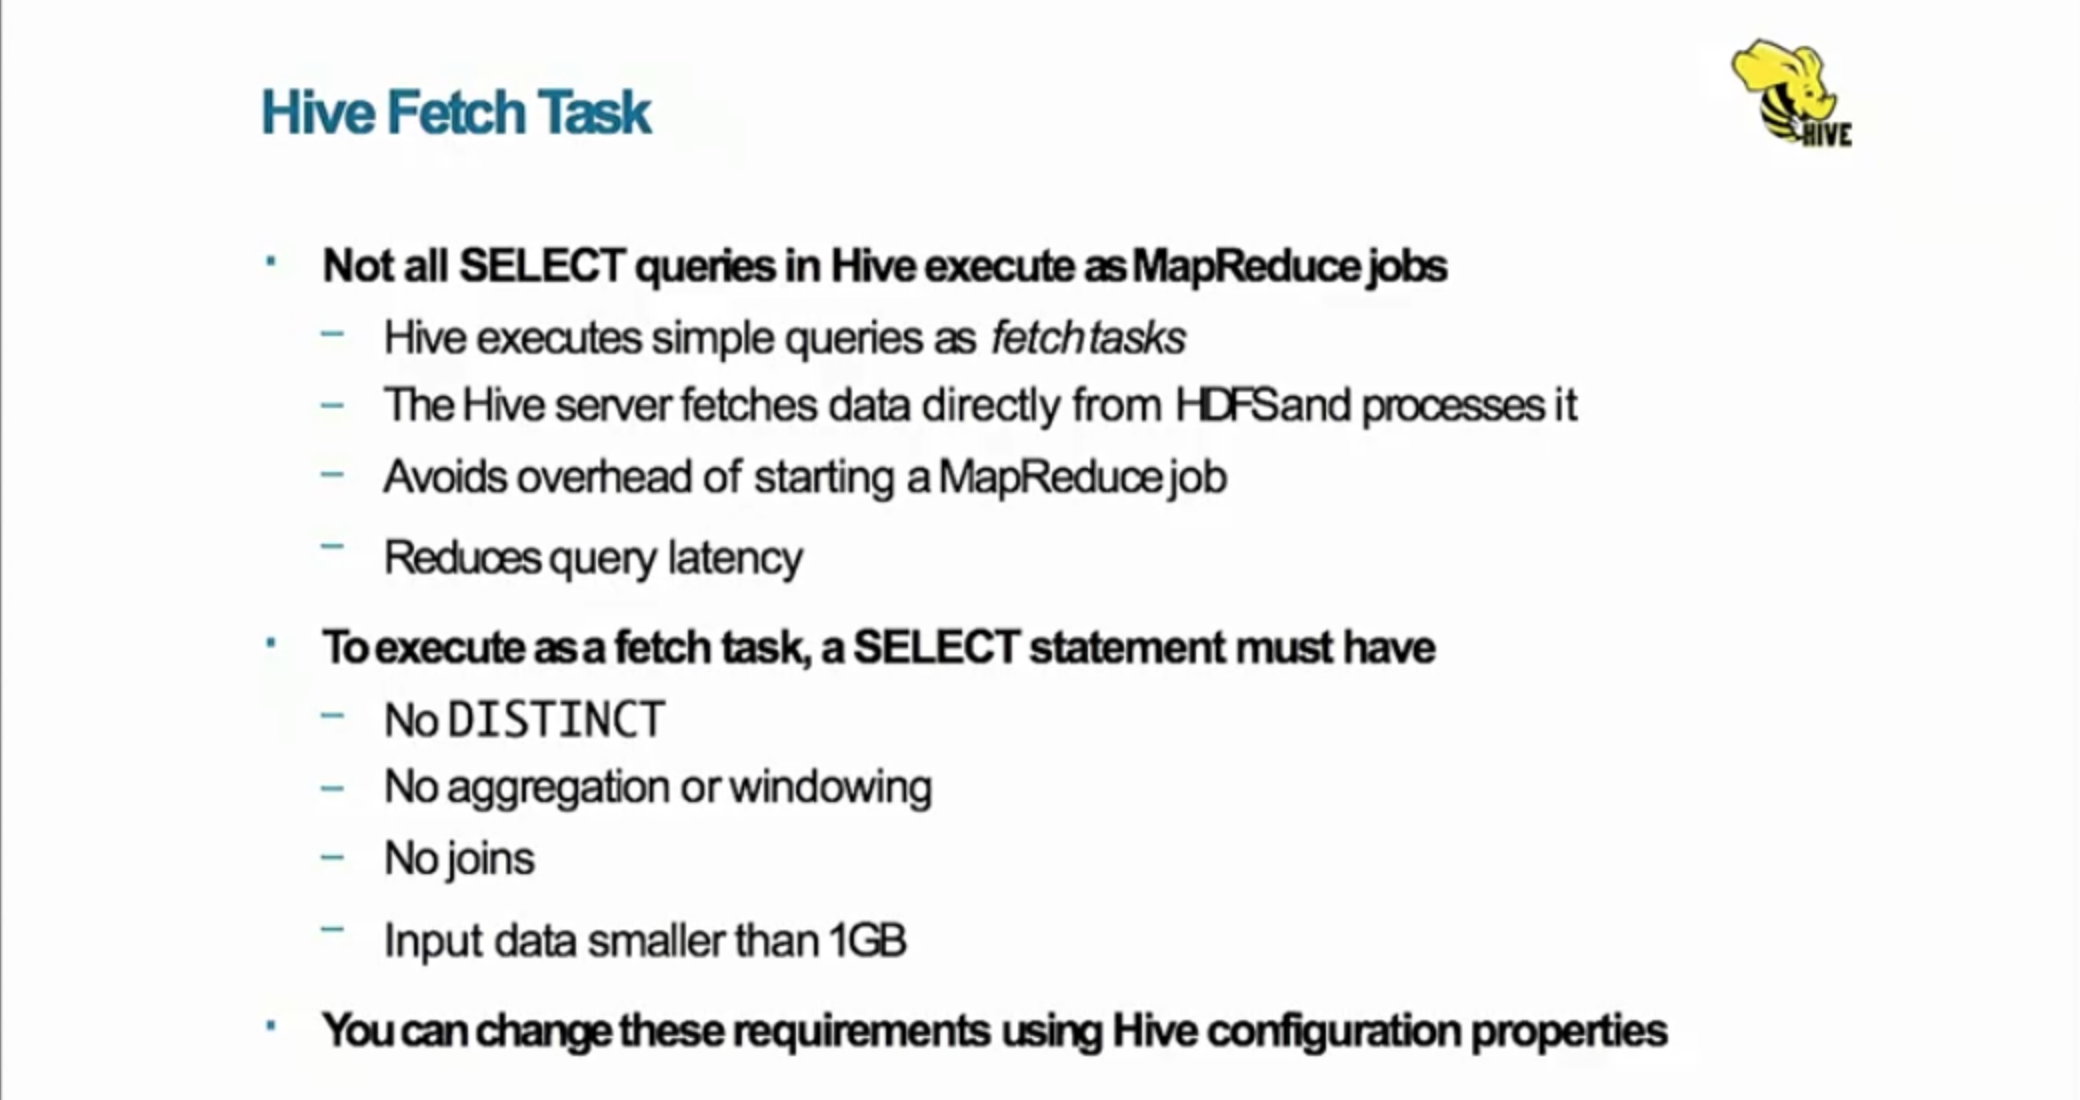 Hive Fetch Task
HIVE
· Not all SELECT queries in Hive execute as MapReduce jobs
– Hive executes simple queries as fetch tasks
– The Hive server fetches data directly from HDFS and processes it
– Avoids overhead of starting a MapReduce job
– Reduces query latency
· To execute as a fetch task, a SELECT statement must have
– No DISTINCT
– No aggregation or windowing
– No joins
– Input data smaller than 1GB
· You can change these requirements using Hive configuration properties